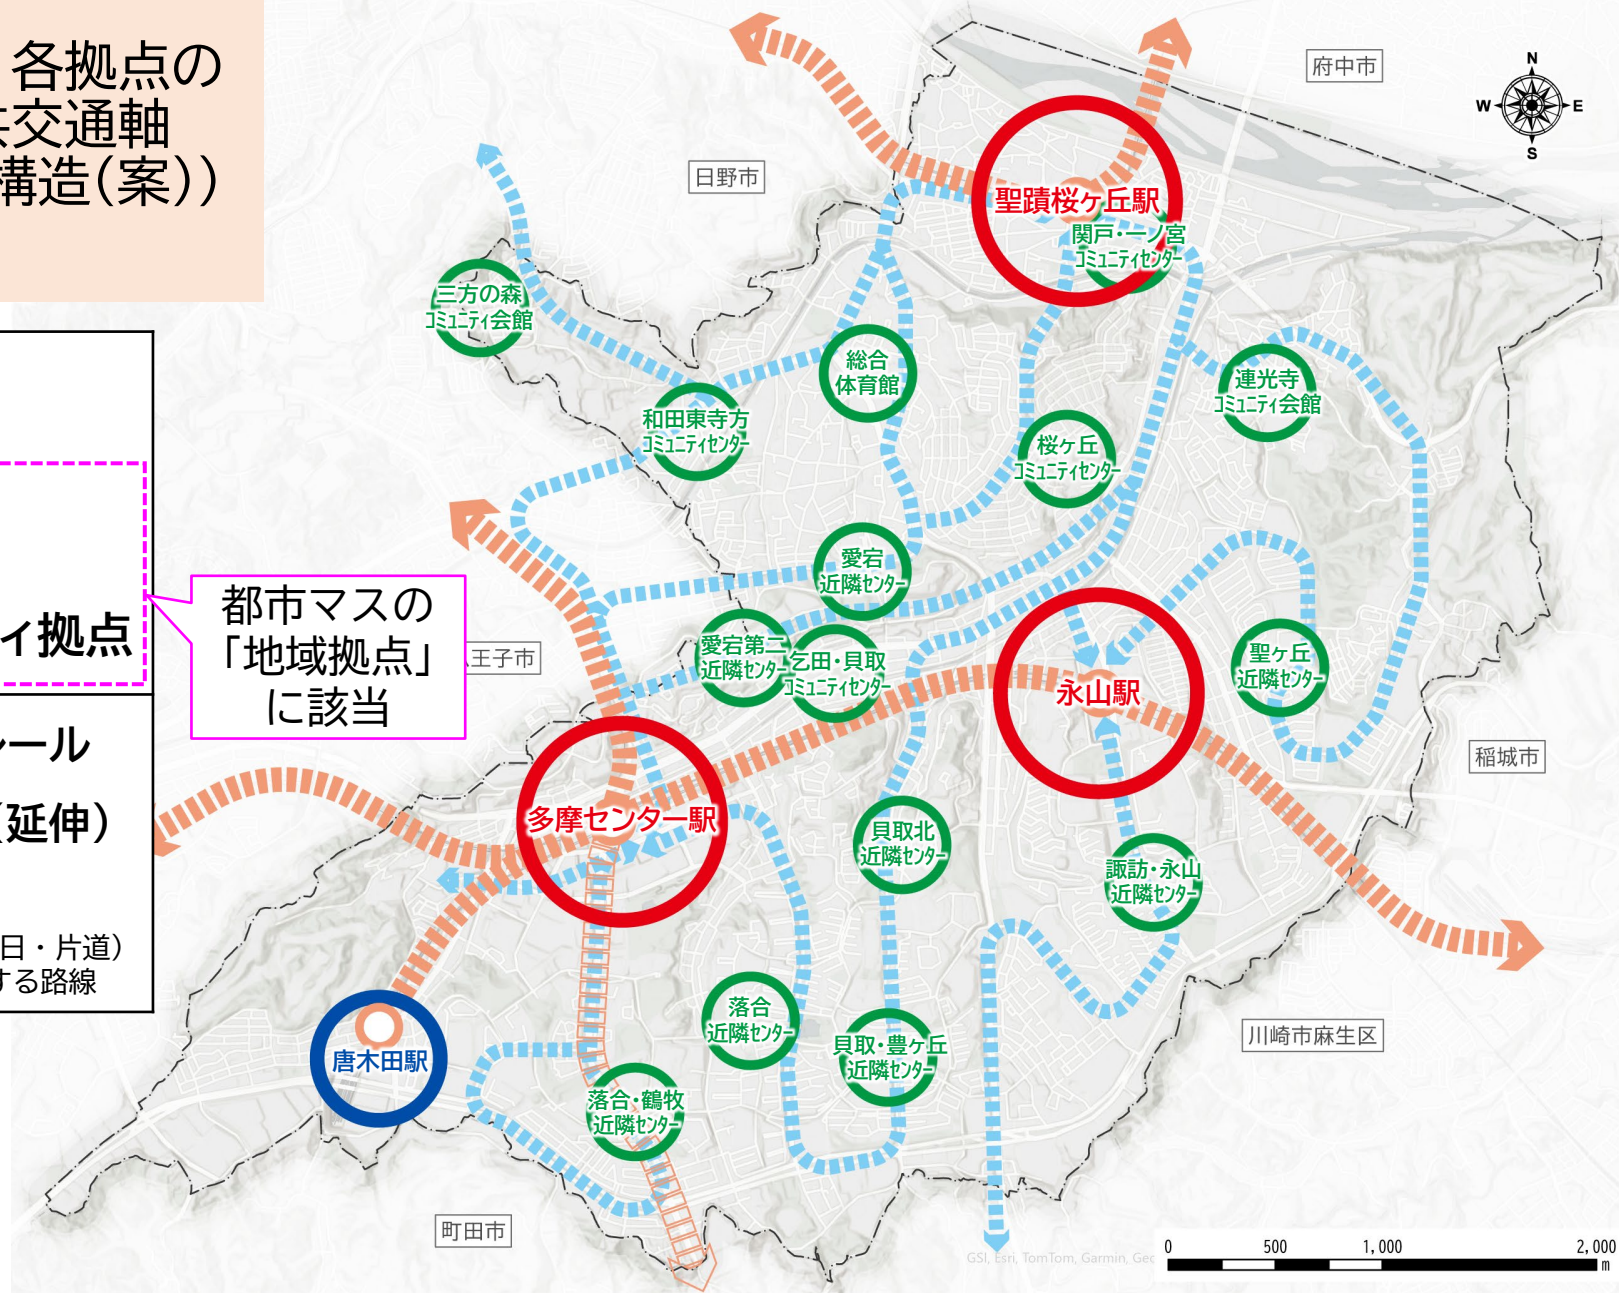 各拠点の
共交通軸
構造(案))
ィ拠点
都市マスの
「地域拠点」
に該当
レール
(延伸)
日・片道)
する路線
府中市
N
W
E
S
日野市
聖蹟桜ヶ丘駅
関戸・一ノ宮
コミュニティセンター
三方の森
コミュニティ会館
総合
体育館
連光寺
コミュニティ会館
和田東寺方
コミュニティセンター
桜ヶ丘
コミュニティセンター
愛宕
近隣センター
王子市
愛宕第二
近隣センター
乞田・貝取
コミュニティセンター
聖ヶ丘
近隣センター
永山駅
稲城市
多摩センター駅
貝取北
近隣センター
諏訪・永山
近隣センター
落合
近隣センター
貝取・豊ヶ丘
近隣センター
川崎市麻生区
唐木田駅
落合・鶴牧
近隣センター
町田市
GSI, Esri, TomTom, Garmin, Geo
0 500 1,000 2,000
m